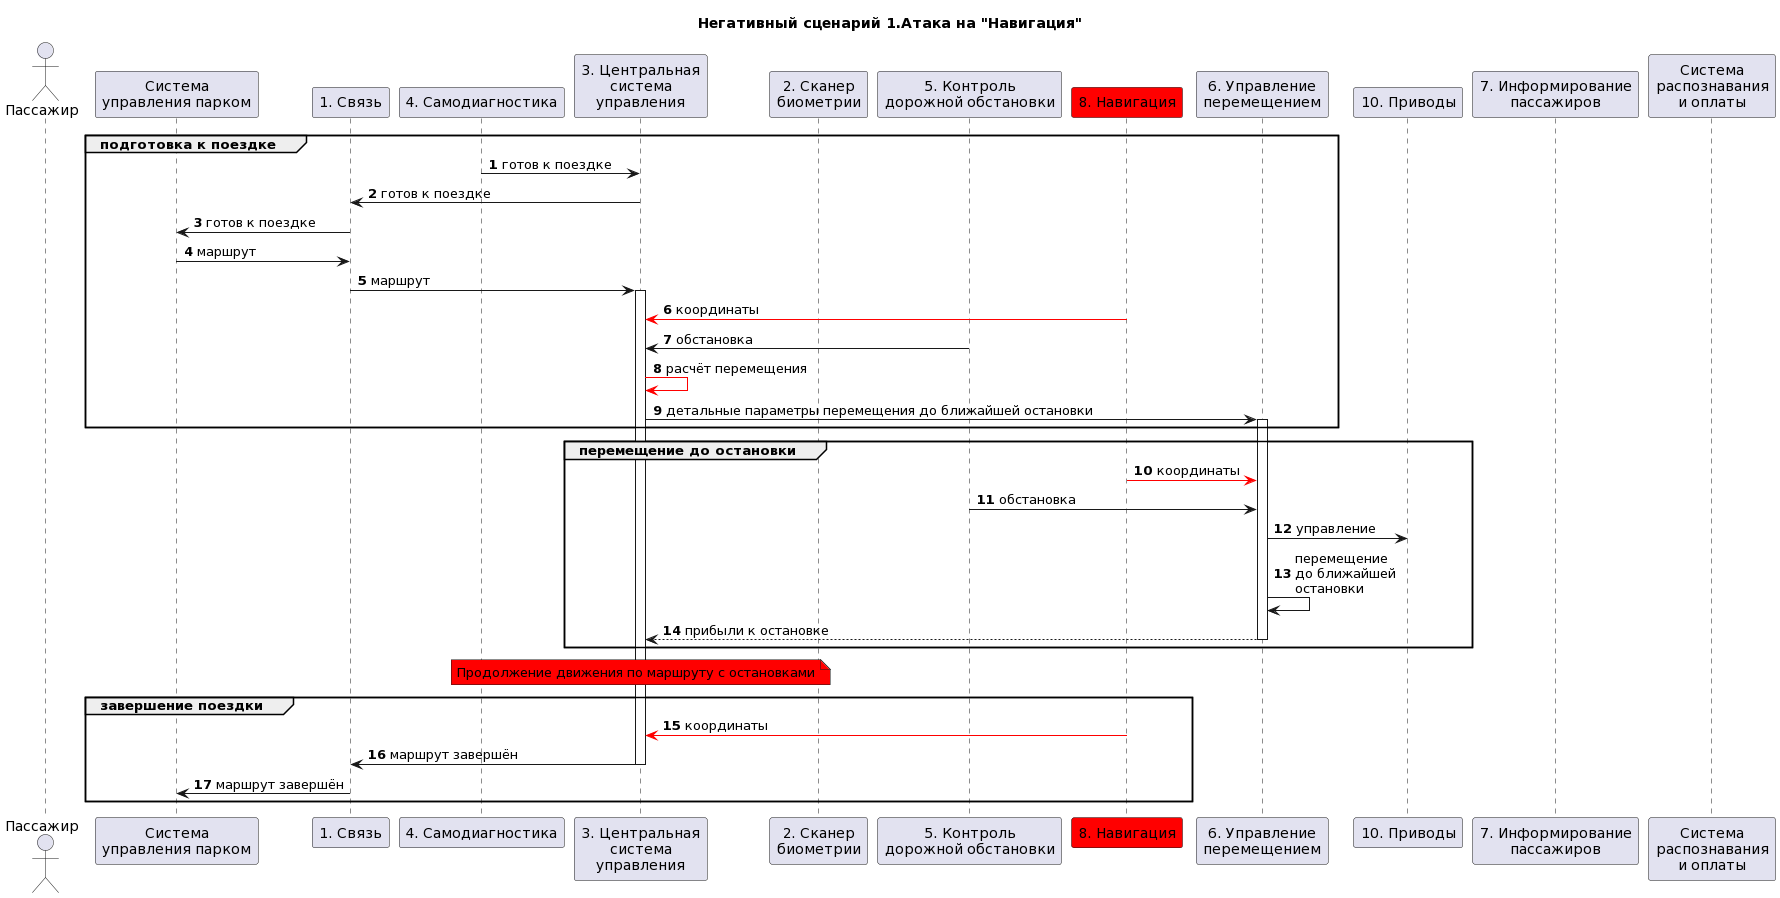 Негативный сценарий 1.Атака на "Навигация"
Пассажир
Система
управления парком
1. Связь
4. Самодиагностика
3. Центральная
система
управления
2. Сканер
биометрии
5. Контроль
дорожной обстановки
8. Навигация
6. Управление
перемещением
10. Приводы
7. Информирование
пассажиров
Система
распознавания
и оплаты
подготовка к поездке
1 готов к поездке
2 готов к поездке
3 готов к поездке
4 маршрут
5 маршрут
6 координаты
7 обстановка
8 расчёт перемещения
9 детальные параметры перемещения до ближайшей остановки
перемещение до остановки
10 координаты
11 обстановка
12 управление
перемещение
13 до ближайшей
остановки
14 прибыли к остановке
Продолжение движения по маршруту с остановками
завершение поездки
15 координаты
16 маршрут завершён
17 маршрут завершён
Пассажир
Система
управления парком
1. Связь
4. Самодиагностика
3. Центральная
система
управления
2. Сканер
биометрии
5. Контроль
дорожной обстановки
8. Навигация
6. Управление
перемещением
10. Приводы
7. Информирование
пассажиров
Система
распознавания
и оплаты